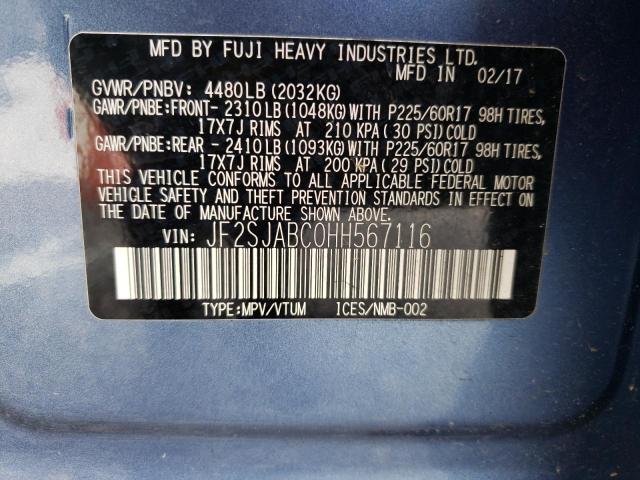 MFD BY FUJI HEAVY INDUSTRIES LTD.
MFD IN 02/17
GVWR/PNBV: 4480LB (2032KG)
GAWR/PNBE:FRONT- 2310LB(1048KG)WITH P225/60R17 98H TIRES,
17X7J RIMS AT 210 KPA (30 PSI)COLD
GAWR/PNBE:REAR - 2410LB(1093KG)WITH P225/60R17 98H TIRES,
17X7J RIMS AT 200 KPA (29 PSI)COLD
THIS VEHICLE CONFORMS TO ALL APPLICABLE FEDERAL MOTOR
VEHICLE SAFETY AND THEFT PREVENTION STANDARDS IN EFFECT
ON THE DATE OF MANUFACTURE SHOWN ABOVE.
VIN: JF2SJABC0HH567116
TYPE:MPV/VTUM ICES/NMB-002